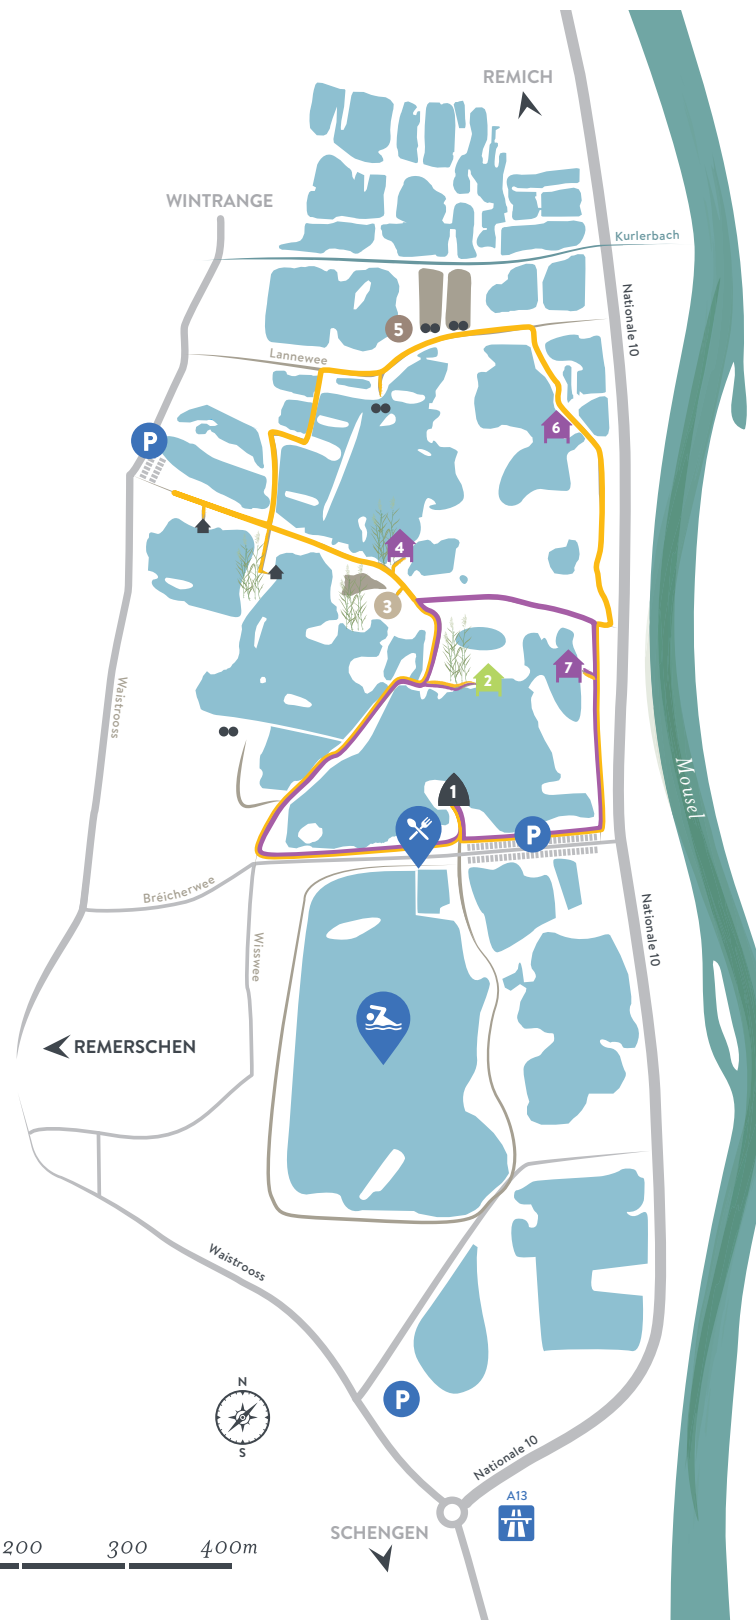 REMICH
WINTRANGE
Kurlerbach
Nationale 10
5
Lannewee
6
P
4
3
7
2
Waistrooss
Mousel
1
P
Bréicherwee
Wisswee
Nationale 10
REMERSCHEN
Waistrooss
N
S
P
Nationale 10
A13
SCHENGEN
200 300 400m